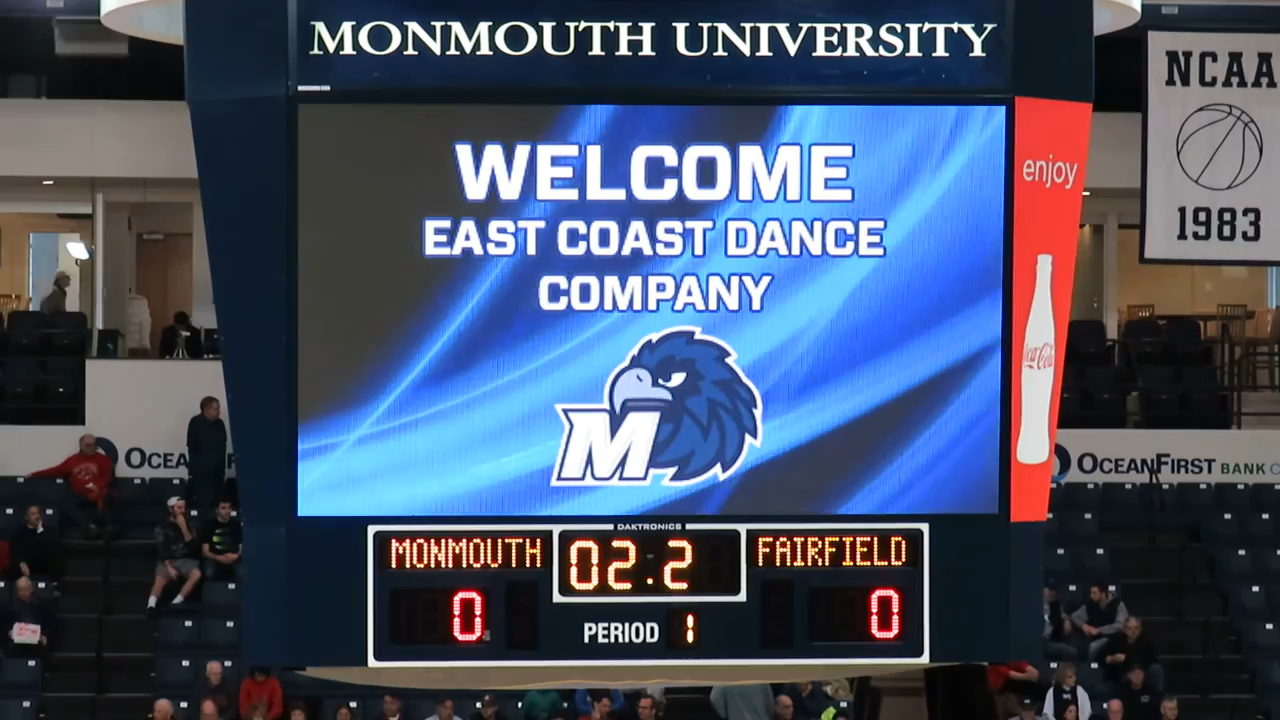 MONMOUTH UNIVERSITY
NCAA
1983
WELCOME
EAST COAST DANCE
COMPANY
M
enjoy
Coca-Cola
OCEAN
OCEANFIRST BANK
DAKTRONICS
MONMOUTH
02.2
FAIRFIELD
0
PERIOD 1
0